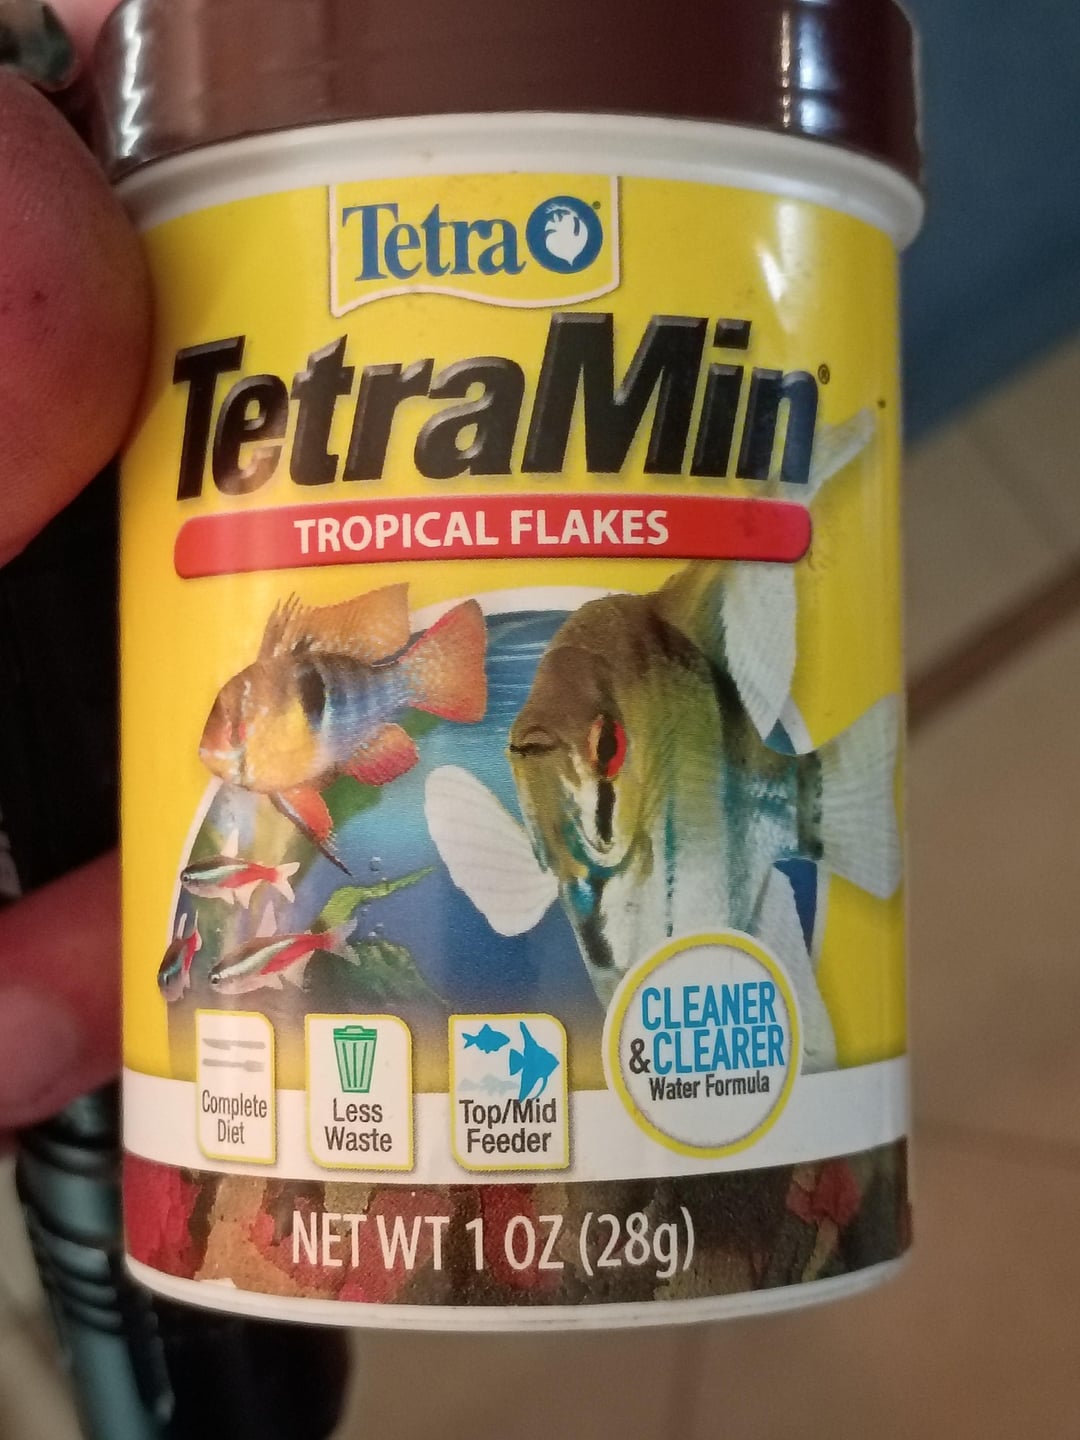 Tetra
TetraMin®
TROPICAL FLAKES
CLEANER
&CLEARER
Water Formula
Complete
Diet
Less
Waste
Top/Mid
Feeder
NET WT 1 OZ (28g)